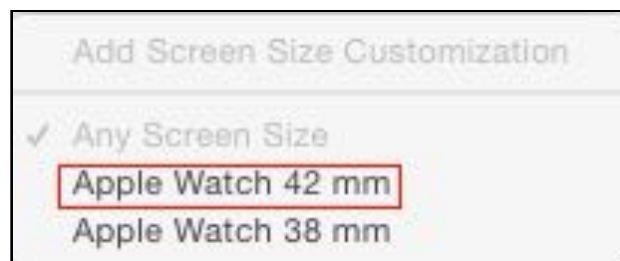 Add Screen Size Customization
✓ Any Screen Size
Apple Watch 42 mm
Apple Watch 38 mm